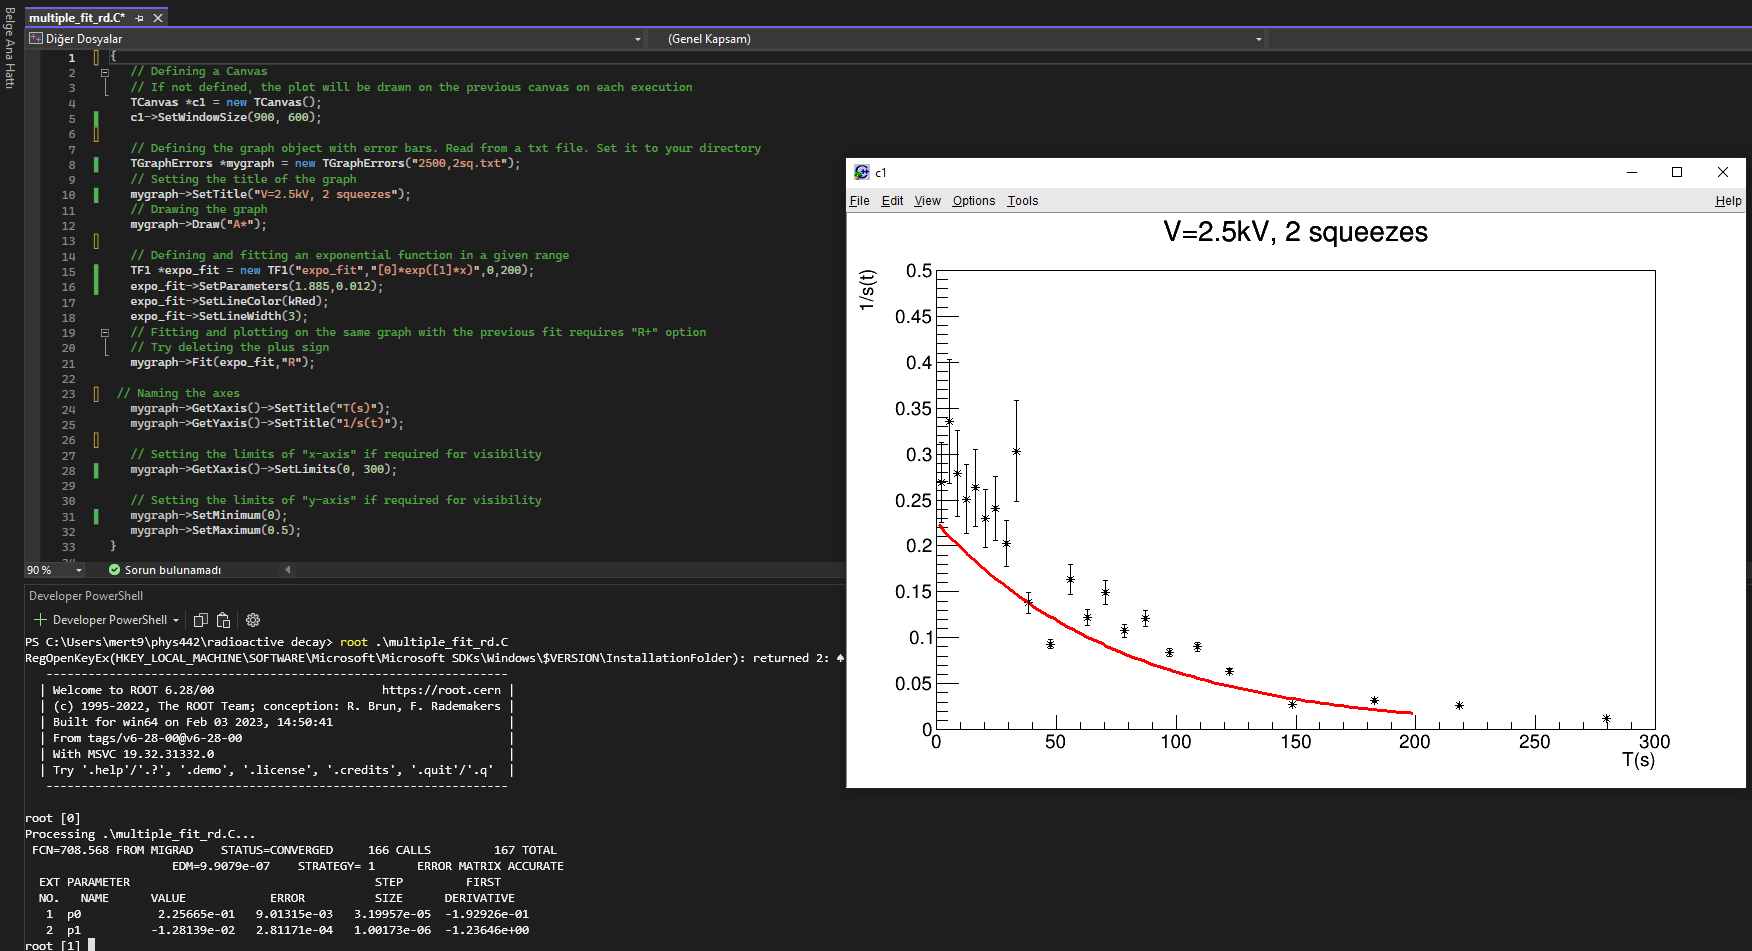 Belge Ana Hattı
multiple_fit_rd.C*
Diğer Dosyalar
(Genel Kapsam)
1 {
2 // Defining a Canvas
3 // If not defined, the plot will be drawn on the previous canvas on each execution
4 TCanvas *c1 = new TCanvas();
5 c1->SetWindowSize(900, 600);
6
7 // Defining the graph object with error bars. Read from a txt file. Set it to your directory
8 TGraphErrors *mygraph = new TGraphErrors("2500,2sq.txt");
9 // Setting the title of the graph
10 mygraph->SetTitle("V=2.5kV, 2 squeezes");
11 // Drawing the graph
12 mygraph->Draw("A*");
13
14 // Defining and fitting an exponential function in a given range
15 TF1 *expo_fit = new TF1("expo_fit","[0]*exp([1]*x)",0,200);
16 expo_fit->SetParameters(1.885,0.012);
17 expo_fit->SetLineColor(kRed);
18 expo_fit->SetLineWidth(3);
19 // Fitting and plotting on the same graph with the previous fit requires "R+" option
20 // Try deleting the plus sign
21 mygraph->Fit(expo_fit,"R");
22
23 // Naming the axes
24 mygraph->GetXaxis()->SetTitle("T(s)");
25 mygraph->GetYaxis()->SetTitle("1/s(t)");
26
27 // Setting the limits of "x-axis" if required for visibility
28 mygraph->GetXaxis()->SetLimits(0, 300);
29
30 // Setting the limits of "y-axis" if required for visibility
31 mygraph->SetMinimum(0);
32 mygraph->SetMaximum(0.5);
33 }
90 %
Sorun bulunamadı
Developer PowerShell
Developer PowerShell
PS C:\Users\mert9\phys442\radioactive decay> root .\multiple_fit_rd.C
RegOpenKeyEx(HKEY_LOCAL_MACHINE\SOFTWARE\Microsoft\Microsoft SDKs\Windows\$VERSION\InstallationFolder): returned 2: ♠
------------------------------------------------------------------
| Welcome to ROOT 6.28/00 https://root.cern |
| (c) 1995-2022, The ROOT Team; conception: R. Brun, F. Rademakers |
| Built for win64 on Feb 03 2023, 14:50:41 |
| From tags/v6-28-00@v6-28-00 |
| With MSVC 19.32.31332.0 |
| Try '.help'/'.?', '.demo', '.license', '.credits', '.quit'/'.q' |
------------------------------------------------------------------
root [0]
Processing .\multiple_fit_rd.C...
FCN=708.568 FROM MIGRAD STATUS=CONVERGED 166 CALLS 167 TOTAL
EDM=9.9079e-07 STRATEGY= 1 ERROR MATRIX ACCURATE
EXT PARAMETER STEP FIRST
NO. NAME VALUE ERROR SIZE DERIVATIVE
1 p0 2.25665e-01 9.01315e-03 3.19957e-05 -1.92926e-01
2 p1 -1.28139e-02 2.81171e-04 1.00173e-06 -1.23646e+00
root [1]
c1
File Edit View Options Tools Help
V=2.5kV, 2 squeezes
1/s(t)
0.5
0.45
0.4
0.35
0.3
0.25
0.2
0.15
0.1
0.05
0
0 50 100 150 200 250 300
T(s)